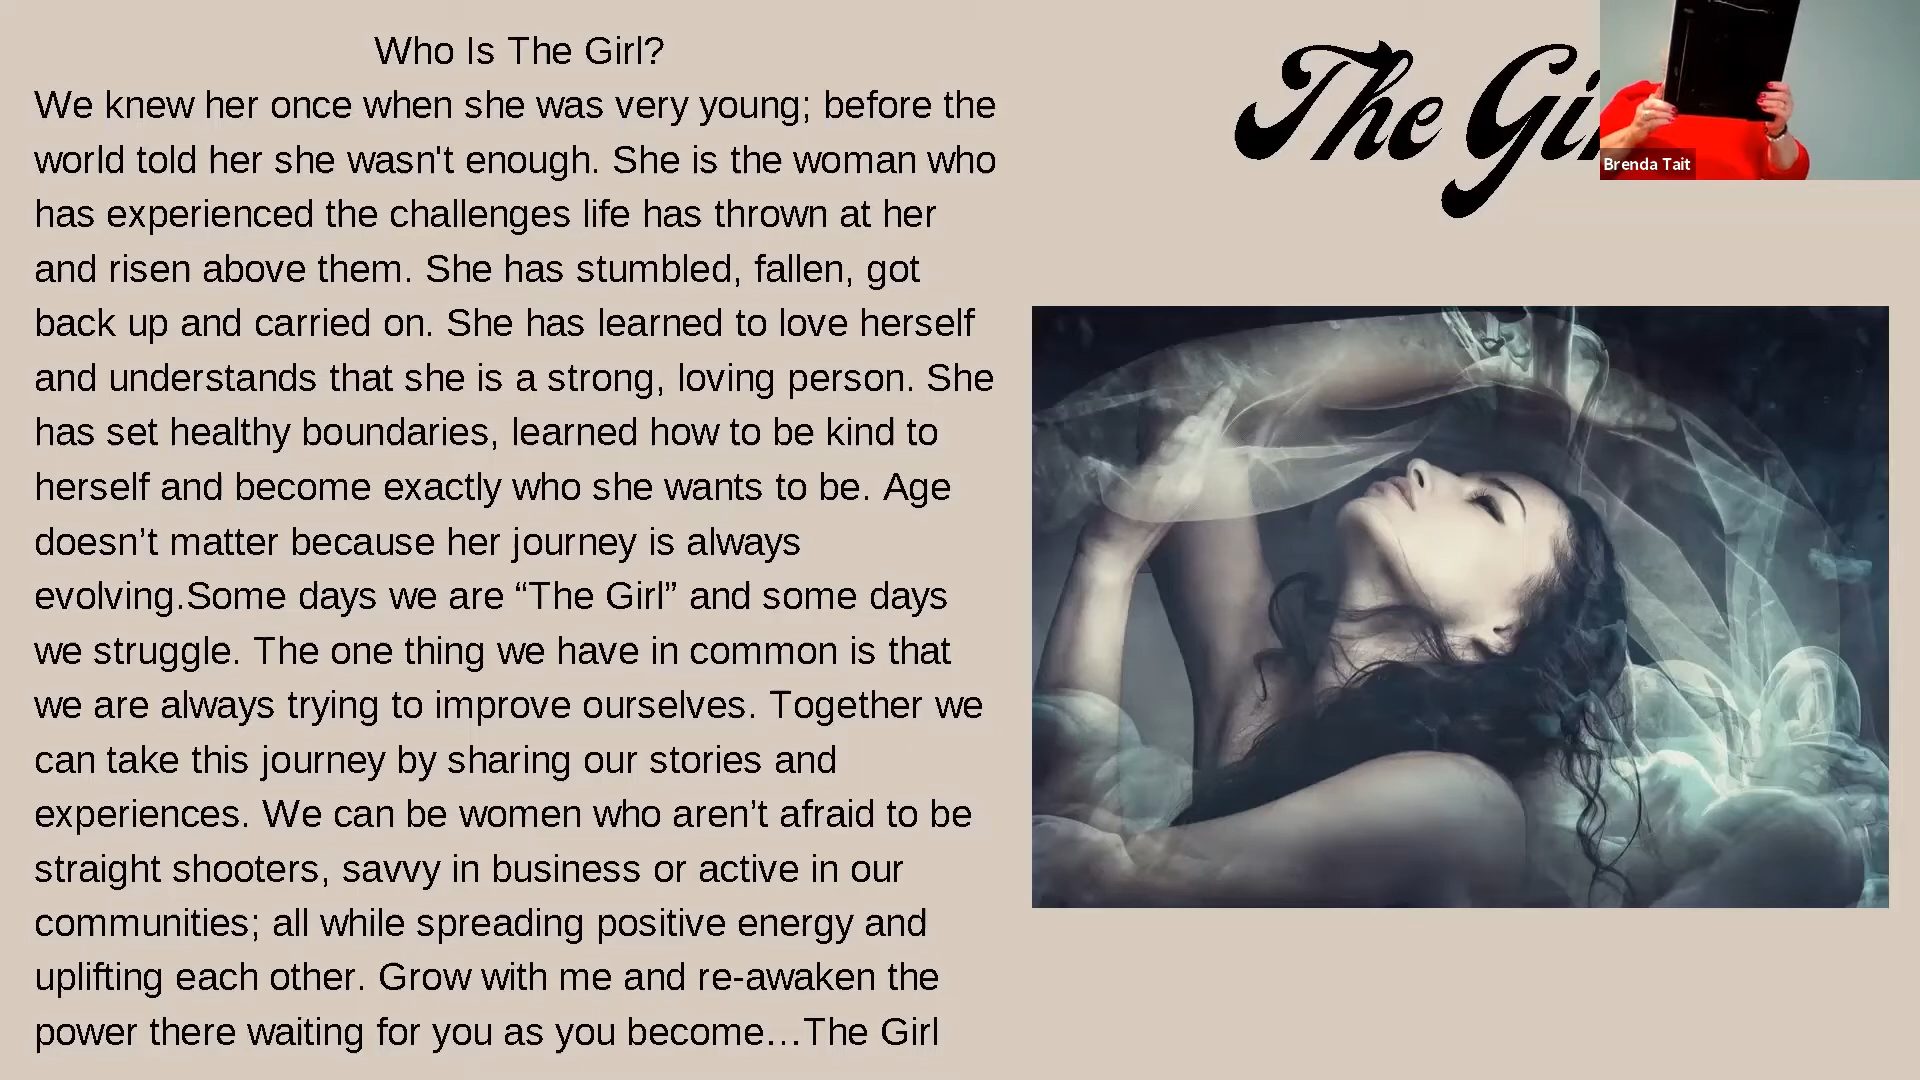 Who Is The Girl?
We knew her once when she was very young; before the
world told her she wasn't enough. She is the woman who
has experienced the challenges life has thrown at her
and risen above them. She has stumbled, fallen, got
back up and carried on. She has learned to love herself
and understands that she is a strong, loving person. She
has set healthy boundaries, learned how to be kind to
herself and become exactly who she wants to be. Age
doesn’t matter because her journey is always
evolving.Some days we are “The Girl” and some days
we struggle. The one thing we have in common is that
we are always trying to improve ourselves. Together we
can take this journey by sharing our stories and
experiences. We can be women who aren’t afraid to be
straight shooters, savvy in business or active in our
communities; all while spreading positive energy and
uplifting each other. Grow with me and re-awaken the
power there waiting for you as you become…The Girl
The
Brenda Tait